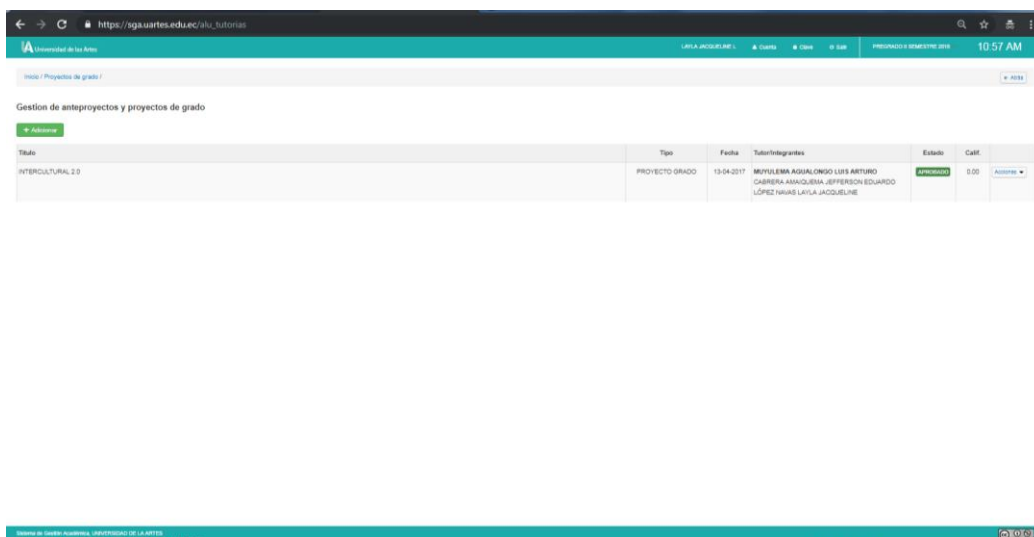 https://sga.uartes.edu.ec/alu_tutorias
Universidad de las Artes
LAYLA JACQUELINE L Cuenta Clave Salir PREGRADO II SEMESTRE 2018 10:57 AM
Inicio / Proyectos de grado /
Gestion de anteproyectos y proyectos de grado
+ Adicionar
Titulo Tipo Fecha Tutor/Integrantes Estado Calif.
INTERCULTURAL 2.0 PROYECTO GRADO 13-04-2017 MUYULEMA AGUALONGO LUIS ARTURO APROBADO 0.00 Acciones
CABRERA AMAIQUEMA JEFFERSON EDUARDO
LÓPEZ NAVAS LAYLA JACQUELINE
Sistema de Gestión Académica, UNIVERSIDAD DE LA ARTES